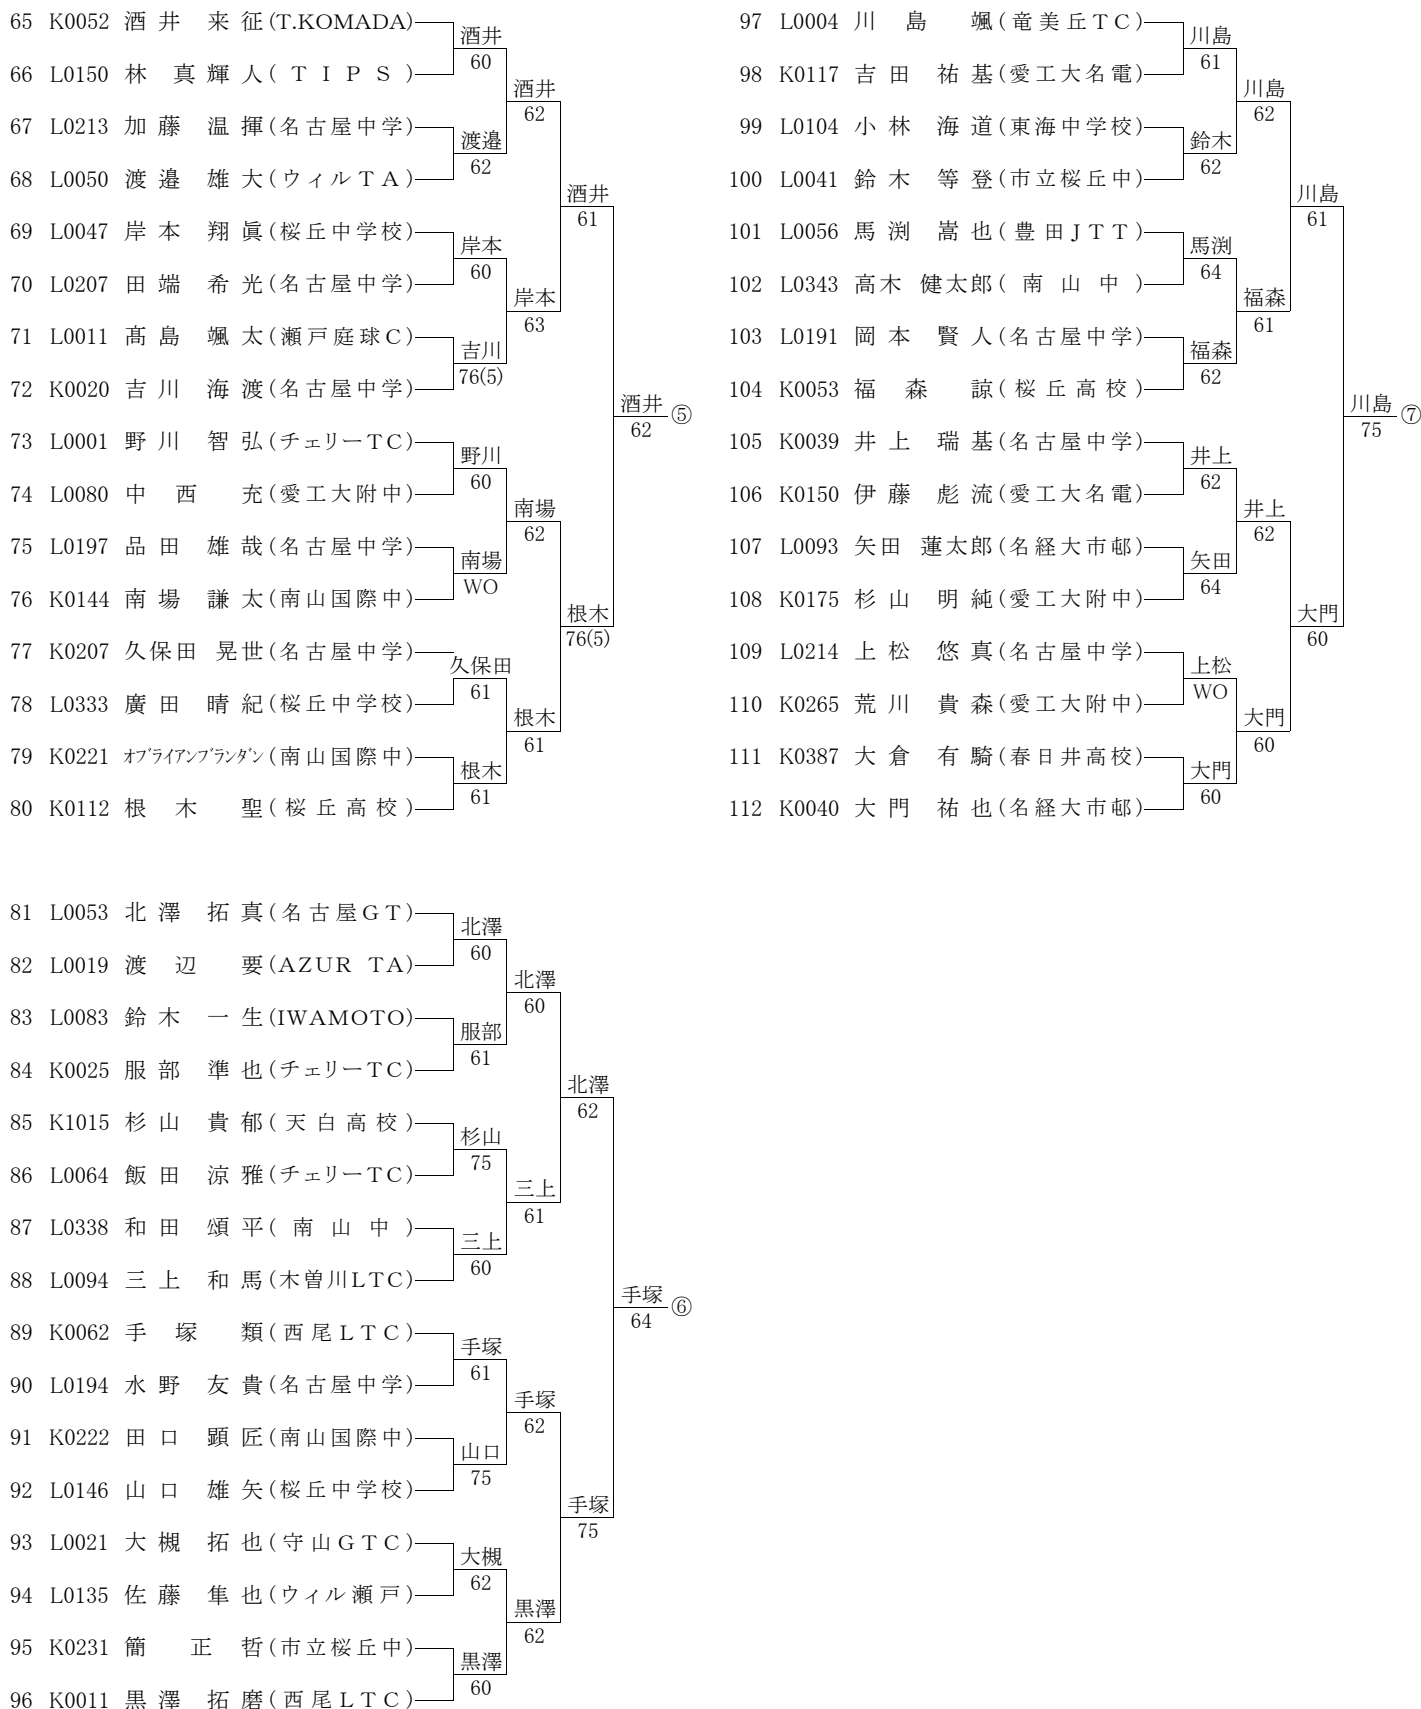 65 K0052 酒井 来征(T.KOMADA)
酒井
60
66 L0150 林 真輝人(TIPS)
酒井
62
67 L0213 加藤 温揮(名古屋中学)
渡邉
62
68 L0050 渡邉 雄大(ウィルTA)
酒井
61
69 L0047 岸本 翔眞(桜丘中学校)
岸本
60
70 L0207 田端 希光(名古屋中学)
岸本
63
71 L0011 髙島 颯太(瀬戸庭球C)
吉川
76(5)
72 K0020 吉川 海渡(名古屋中学)
酒井 ⑤
62
73 L0001 野川 智弘(チェリーTC)
野川
60
74 L0080 中西 充(愛工大附中)
南場
62
75 L0197 品田 雄哉(名古屋中学)
南場
WO
76 K0144 南場 謙太(南山国際中)
根木
76(5)
77 K0207 久保田 晃世(名古屋中学)
久保田
61
78 L0333 廣田 晴紀(桜丘中学校)
根木
61
79 K0221 オブライアンブランダン(南山国際中)
根木
61
80 K0112 根木 聖(桜丘高校)
97 L0004 川島 颯(竜美丘TC)
川島
61
98 K0117 吉田 祐基(愛工大名電)
川島
62
99 L0104 小林 海道(東海中学校)
鈴木
62
100 L0041 鈴木 等登(市立桜丘中)
川島
61
101 L0056 馬渕 嵩也(豊田JTT)
馬渕
64
102 L0343 高木 健太郎(南山中)
福森
61
103 L0191 岡本 賢人(名古屋中学)
福森
62
104 K0053 福森 諒(桜丘高校)
川島 ⑦
75
105 K0039 井上 瑞基(名古屋中学)
井上
62
106 K0150 伊藤 彪流(愛工大名電)
井上
62
107 L0093 矢田 蓮太郎(名経大市邨)
矢田
64
108 K0175 杉山 明純(愛工大附中)
大門
60
109 L0214 上松 悠真(名古屋中学)
上松
WO
110 K0265 荒川 貴森(愛工大附中)
大門
60
111 K0387 大倉 有騎(春日井高校)
大門
60
112 K0040 大門 祐也(名経大市邨)
81 L0053 北澤 拓真(名古屋GT)
北澤
60
82 L0019 渡辺 要(AZUR TA)
北澤
60
83 L0083 鈴木 一生(IWAMOTO)
服部
61
84 K0025 服部 準也(チェリーTC)
北澤
62
85 K1015 杉山 貴郁(天白高校)
杉山
75
86 L0064 飯田 涼雅(チェリーTC)
三上
61
87 L0338 和田 頌平(南山中)
三上
60
88 L0094 三上 和馬(木曽川LTC)
手塚 ⑥
64
89 K0062 手塚 類(西尾LTC)
手塚
61
90 L0194 水野 友貴(名古屋中学)
手塚
62
91 K0222 田口 顕匠(南山国際中)
山口
75
92 L0146 山口 雄矢(桜丘中学校)
手塚
75
93 L0021 大槻 拓也(守山GTC)
大槻
62
94 L0135 佐藤 隼也(ウィル瀬戸)
黒澤
62
95 K0231 簡 正哲(市立桜丘中)
黒澤
60
96 K0011 黒澤 拓磨(西尾LTC)